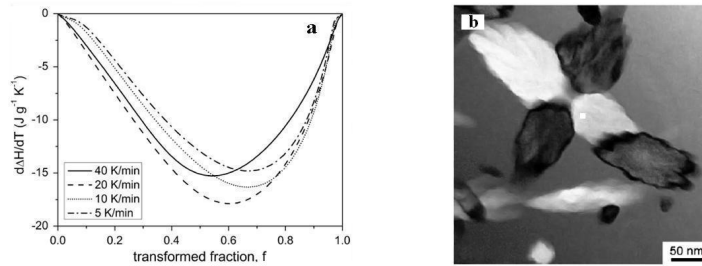 a
0
-5
-10
-15
-20
dΔH/dT (J g⁻¹ K⁻¹)
40 K/min
20 K/min
10 K/min
5 K/min
0.0 0.2 0.4 0.6 0.8 1.0
transformed fraction, f
b
50 nm